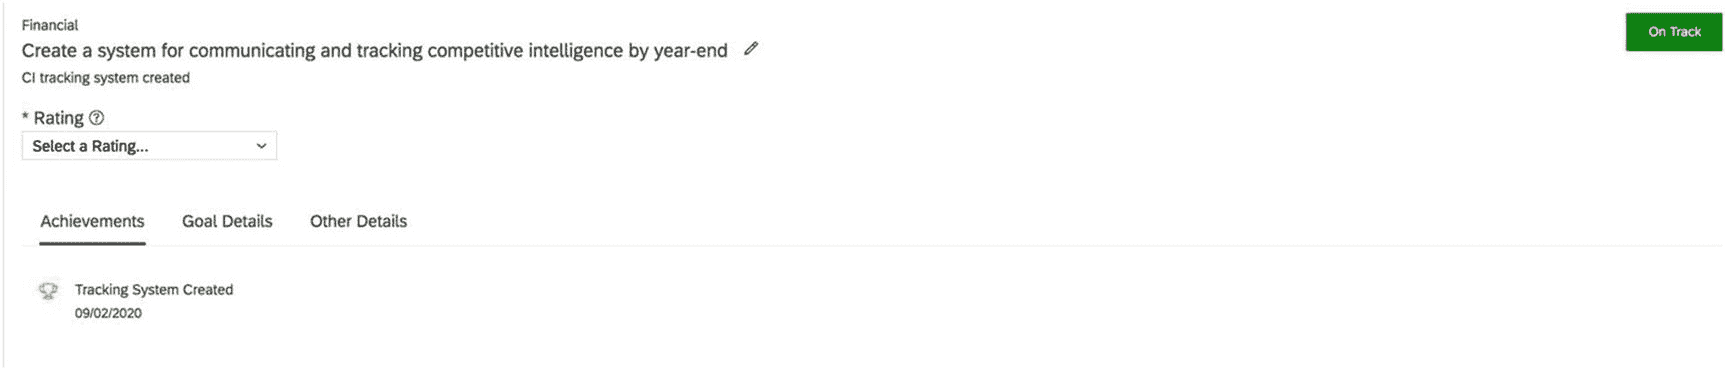 Financial
On Track
Create a system for communicating and tracking competitive intelligence by year-end
CI tracking system created
* Rating ?
Select a Rating...
Achievements Goal Details Other Details
Tracking System Created
09/02/2020